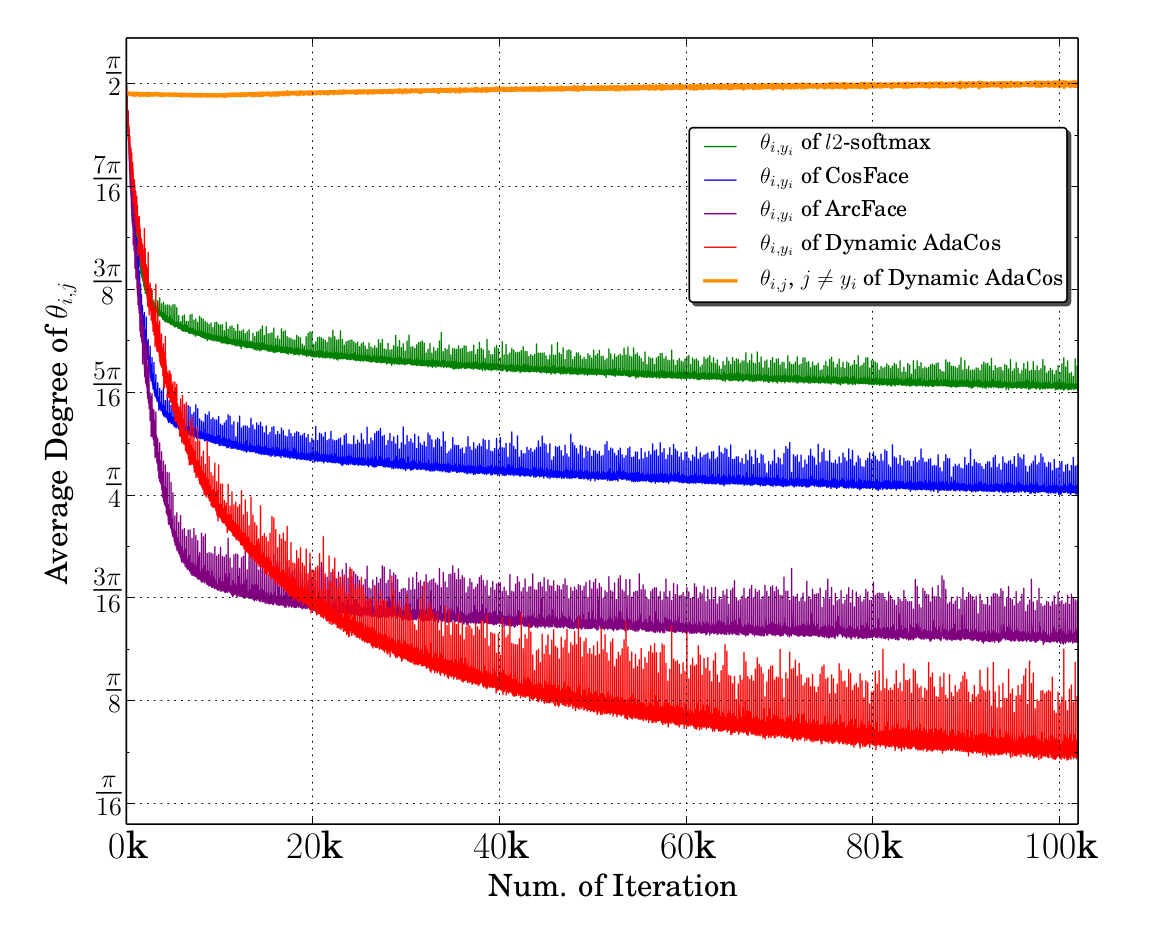 Average Degree of θ_{i,j}
π/2
7π/16
3π/8
5π/16
π/4
3π/16
π/8
π/16
θ_{i,y_i} of l2-softmax
θ_{i,y_i} of CosFace
θ_{i,y_i} of ArcFace
θ_{i,y_i} of Dynamic AdaCos
θ_{i,j}, j ≠ y_i of Dynamic AdaCos
0k 20k 40k 60k 80k 100k
Num. of Iteration